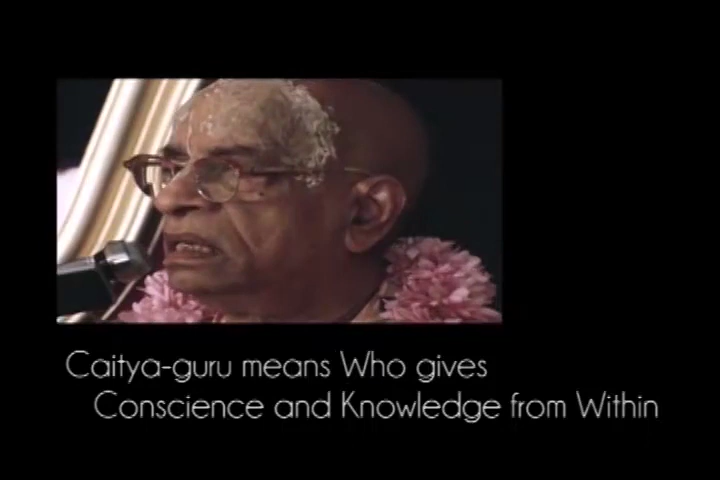 Caitya-guru means Who gives
Conscience and Knowledge from Within